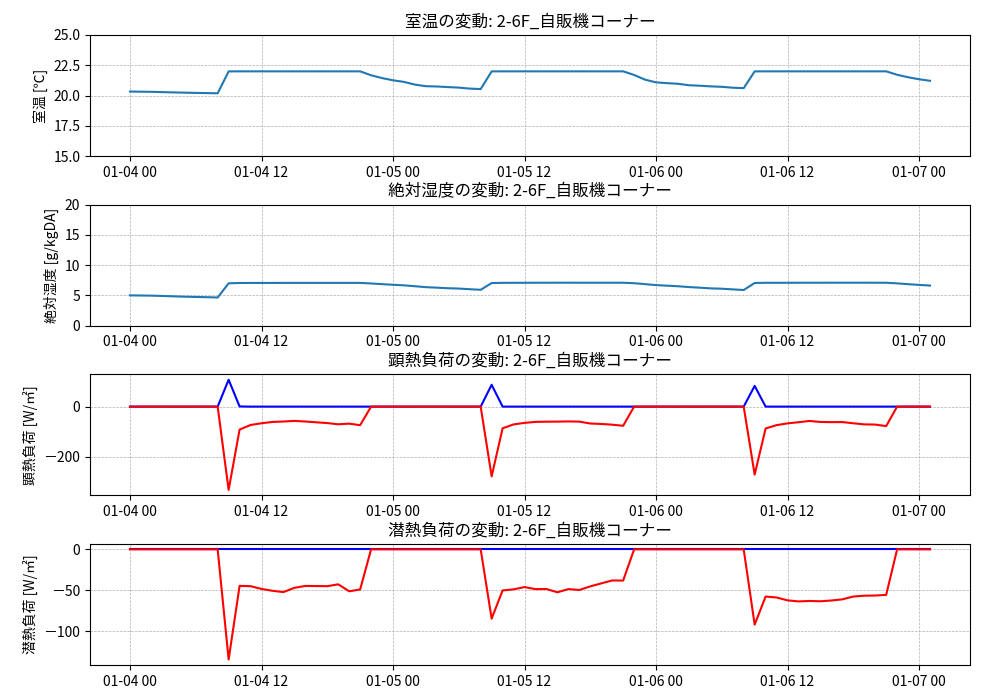 室温の変動: 2-6F_自販機コーナー
室温 [℃]
25.0
22.5
20.0
17.5
15.0
01-04 00 01-04 12 01-05 00 01-05 12 01-06 00 01-06 12 01-07 00
絶対湿度の変動: 2-6F_自販機コーナー
絶対湿度 [g/kgDA]
20
15
10
5
0
01-04 00 01-04 12 01-05 00 01-05 12 01-06 00 01-06 12 01-07 00
顕熱負荷の変動: 2-6F_自販機コーナー
顕熱負荷 [W/㎡]
0
−200
01-04 00 01-04 12 01-05 00 01-05 12 01-06 00 01-06 12 01-07 00
潜熱負荷の変動: 2-6F_自販機コーナー
潜熱負荷 [W/㎡]
0
−50
−100
01-04 00 01-04 12 01-05 00 01-05 12 01-06 00 01-06 12 01-07 00